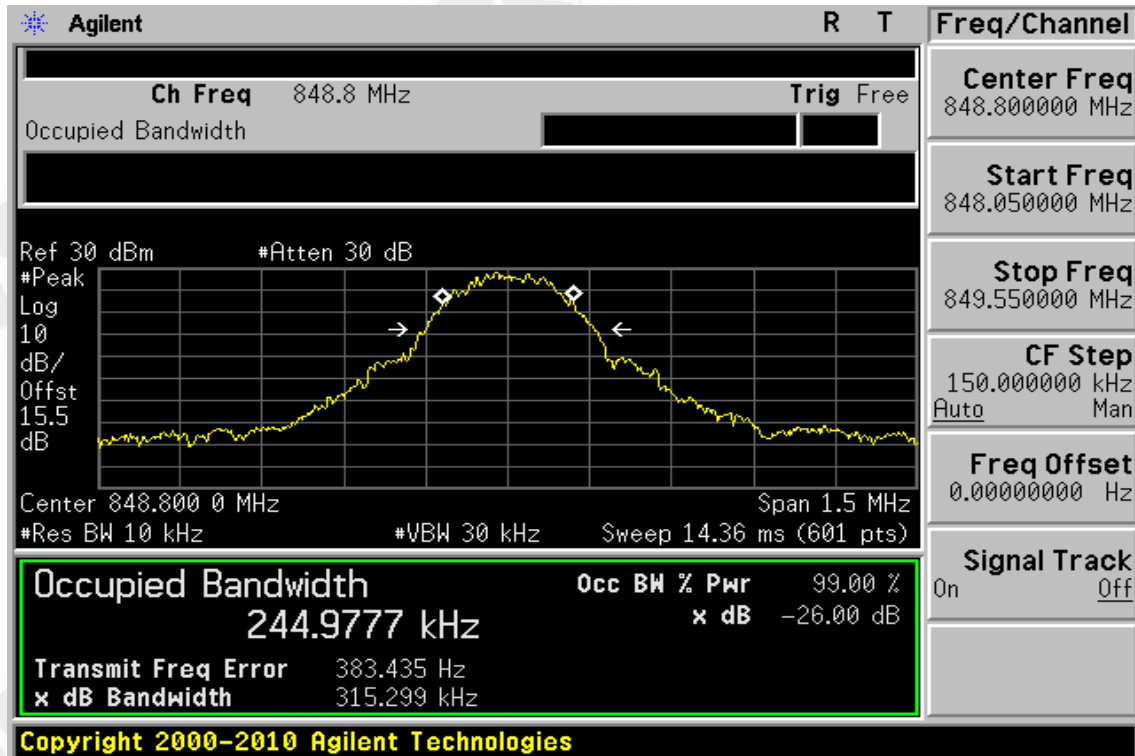 Agilent R T
Ch Freq 848.8 MHz Trig Free
Occupied Bandwidth
Ref 30 dBm #Atten 30 dB
#Peak
Log
10
dB/
Offst
15.5
dB
Center 848.800 0 MHz Span 1.5 MHz
#Res BW 10 kHz #VBW 30 kHz Sweep 14.36 ms (601 pts)
Occupied Bandwidth
244.9777 kHz
Occ BW % Pwr 99.00 %
x dB -26.00 dB
Transmit Freq Error 383.435 Hz
x dB Bandwidth 315.299 kHz
Copyright 2000-2010 Agilent Technologies
Freq/Channel
Center Freq
848.800000 MHz
Start Freq
848.050000 MHz
Stop Freq
849.550000 MHz
CF Step
150.000000 kHz
Auto Man
Freq Offset
0.00000000 Hz
Signal Track
On Off